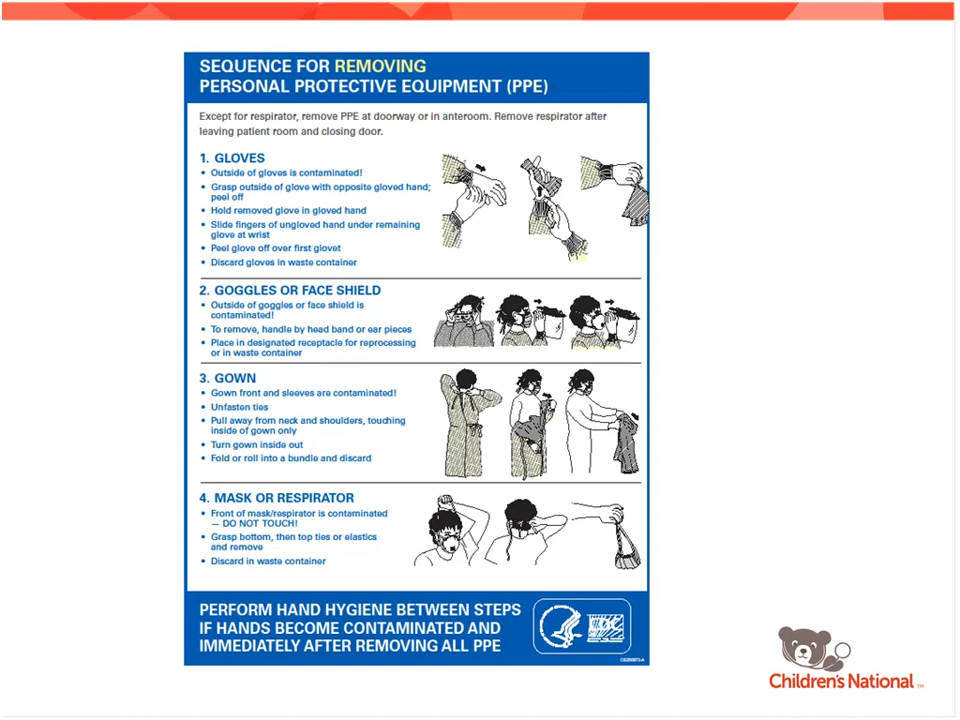 SEQUENCE FOR REMOVING
PERSONAL PROTECTIVE EQUIPMENT (PPE)
Except for respirator, remove PPE at doorway or in anteroom. Remove respirator after
leaving patient room and closing door.
1. GLOVES
• Outside of gloves is contaminated!
• Grasp outside of glove with opposite gloved hand;
peel off
• Hold removed glove in gloved hand
• Slide fingers of ungloved hand under remaining
glove at wrist
• Peel glove off over first glovet
• Discard gloves in waste container
2. GOGGLES OR FACE SHIELD
• Outside of goggles or face shield is
contaminated!
• To remove, handle by head band or ear pieces
• Place in designated receptacle for reprocessing
or in waste container
3. GOWN
• Gown front and sleeves are contaminated!
• Unfasten ties
• Pull away from neck and shoulders, touching
inside of gown only
• Turn gown inside out
• Fold or roll into a bundle and discard
4. MASK OR RESPIRATOR
• Front of mask/respirator is contaminated
— DO NOT TOUCH!
• Grasp bottom, then top ties or elastics
and remove
• Discard in waste container
PERFORM HAND HYGIENE BETWEEN STEPS
IF HANDS BECOME CONTAMINATED AND
IMMEDIATELY AFTER REMOVING ALL PPE
CDC
Children's National ™